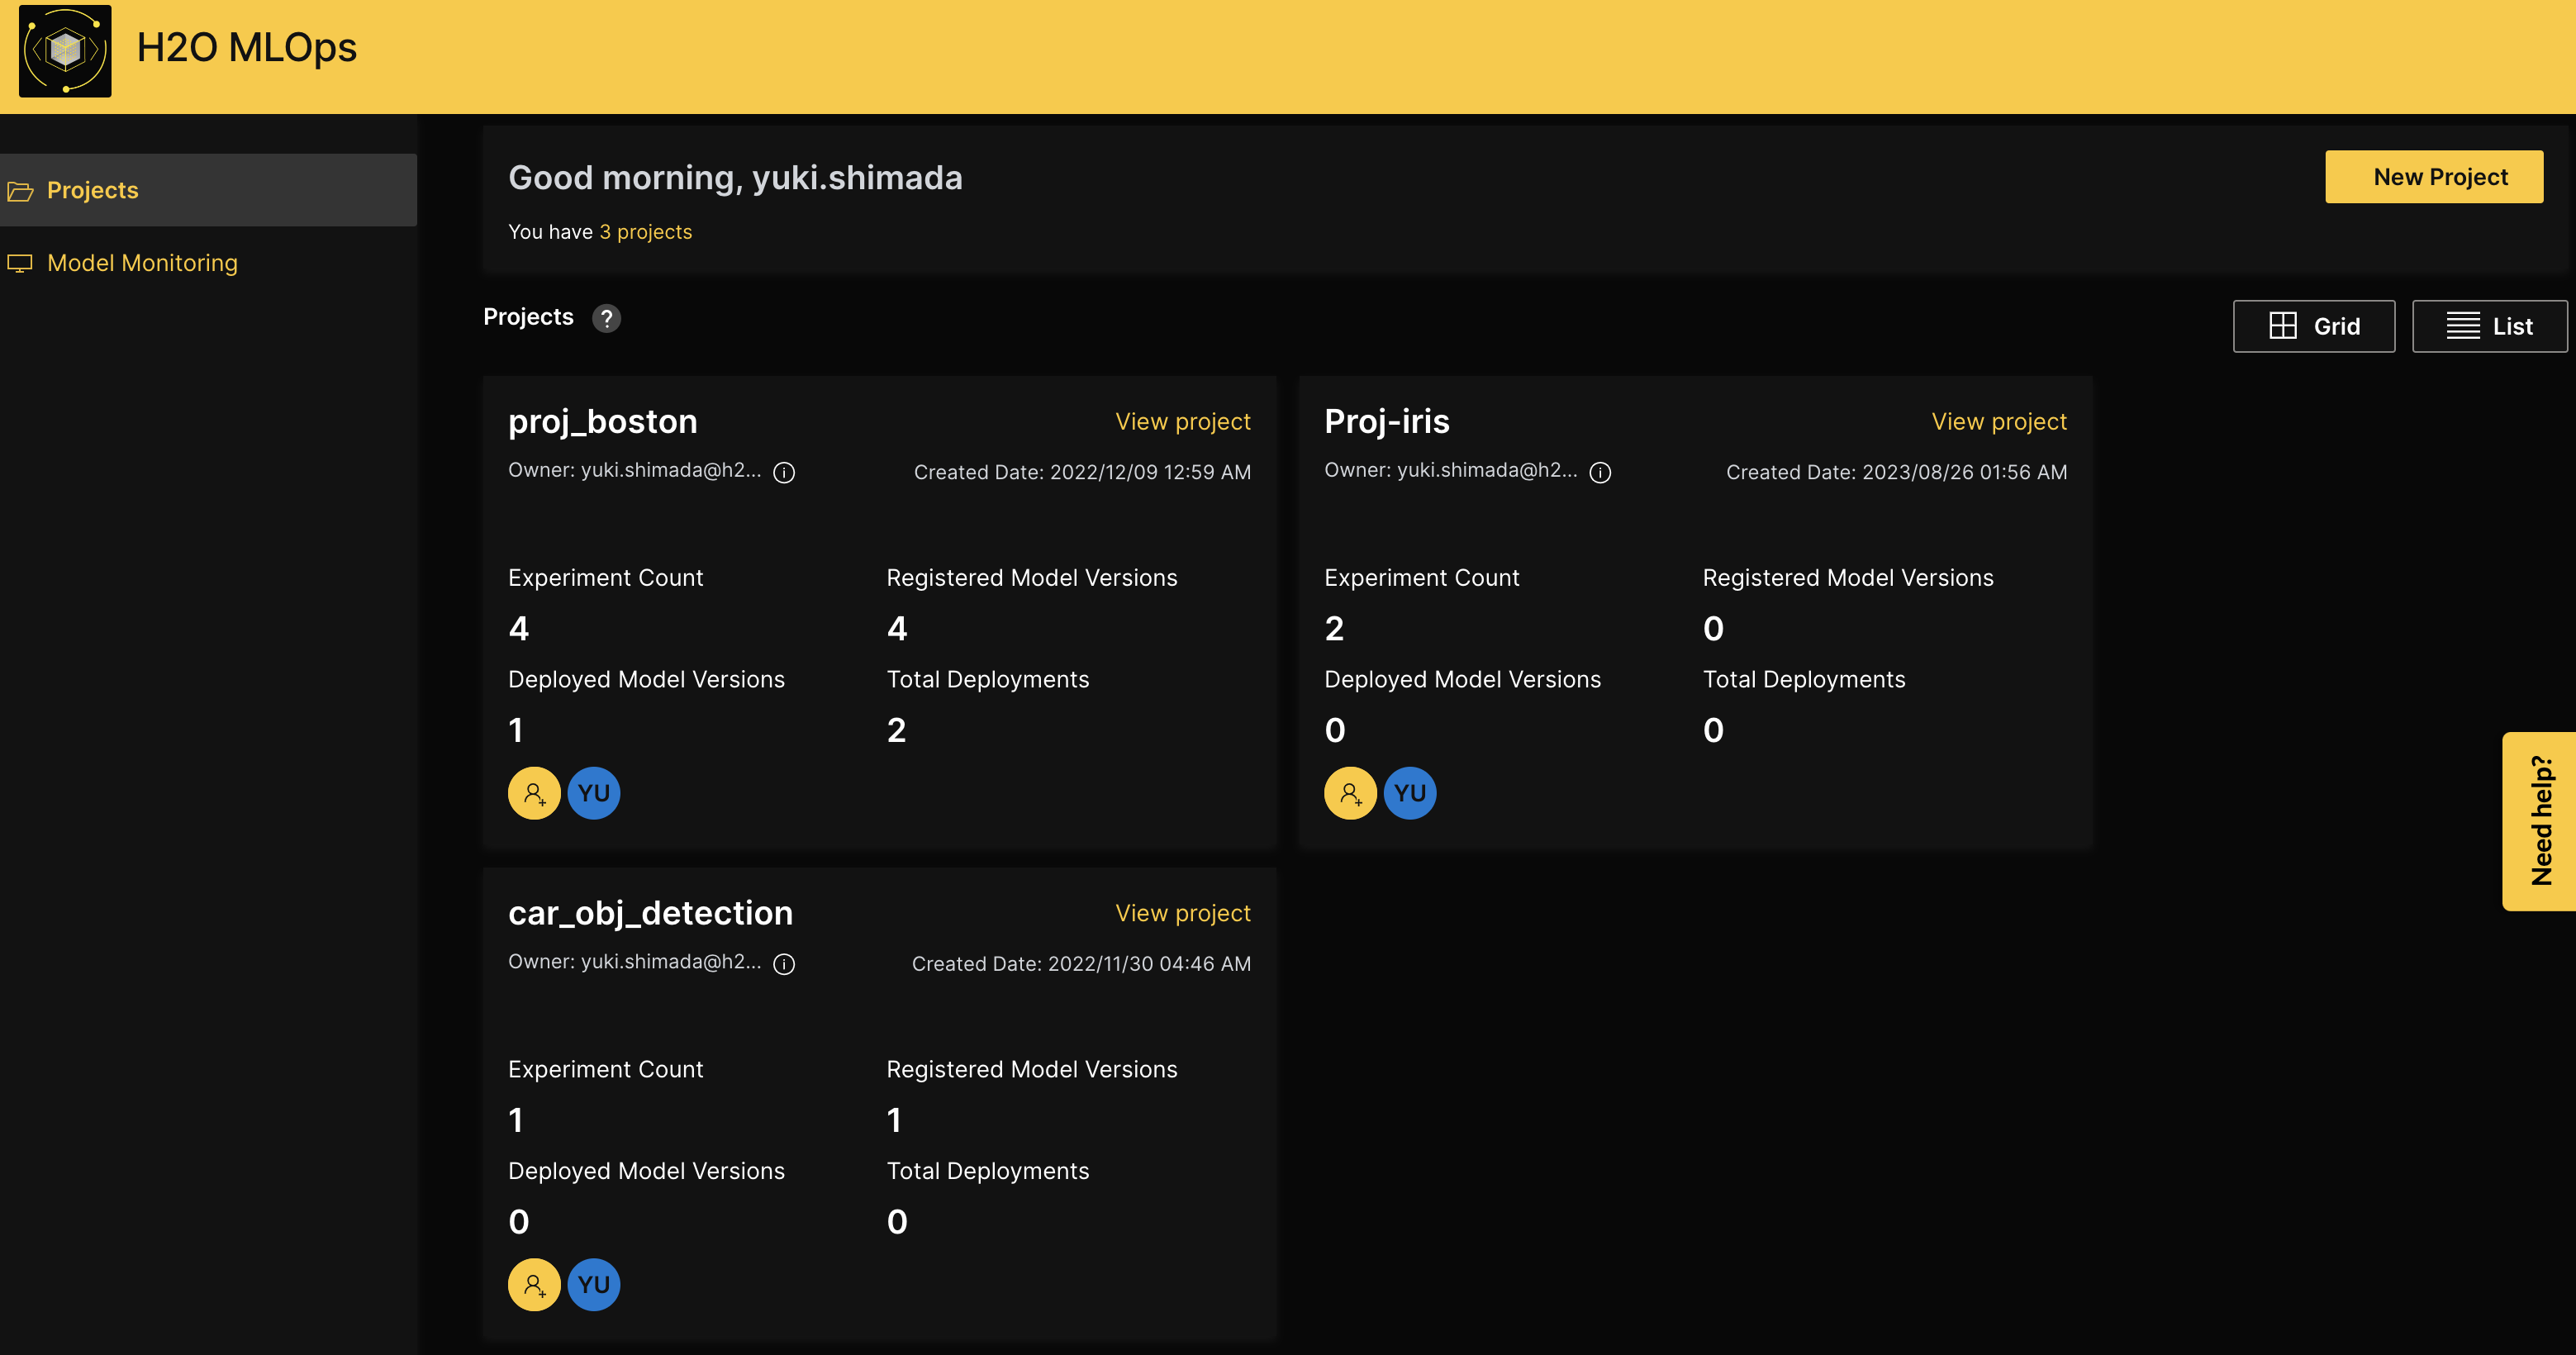 H2O MLOps
Projects
Model Monitoring
Good morning, yuki.shimada
New Project
You have 3 projects
Projects ?
Grid
List
proj_boston
View project
Owner: yuki.shimada@h2...
Created Date: 2022/12/09 12:59 AM
Experiment Count
Registered Model Versions
4
4
Deployed Model Versions
Total Deployments
1
2
YU
Proj-iris
View project
Owner: yuki.shimada@h2...
Created Date: 2023/08/26 01:56 AM
Experiment Count
Registered Model Versions
2
0
Deployed Model Versions
Total Deployments
0
0
YU
car_obj_detection
View project
Owner: yuki.shimada@h2...
Created Date: 2022/11/30 04:46 AM
Experiment Count
Registered Model Versions
1
1
Deployed Model Versions
Total Deployments
0
0
YU
Need help?